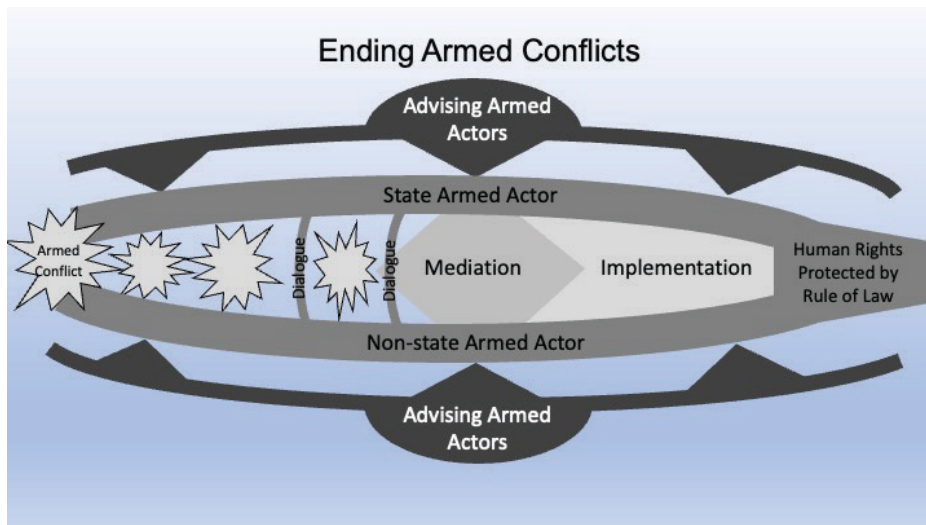 Ending Armed Conflicts
Advising Armed
Actors
State Armed Actor
Armed
Conflict
Dialogue
Dialogue
Mediation
Implementation
Human Rights
Protected by
Rule of Law
Non-state Armed Actor
Advising Armed
Actors